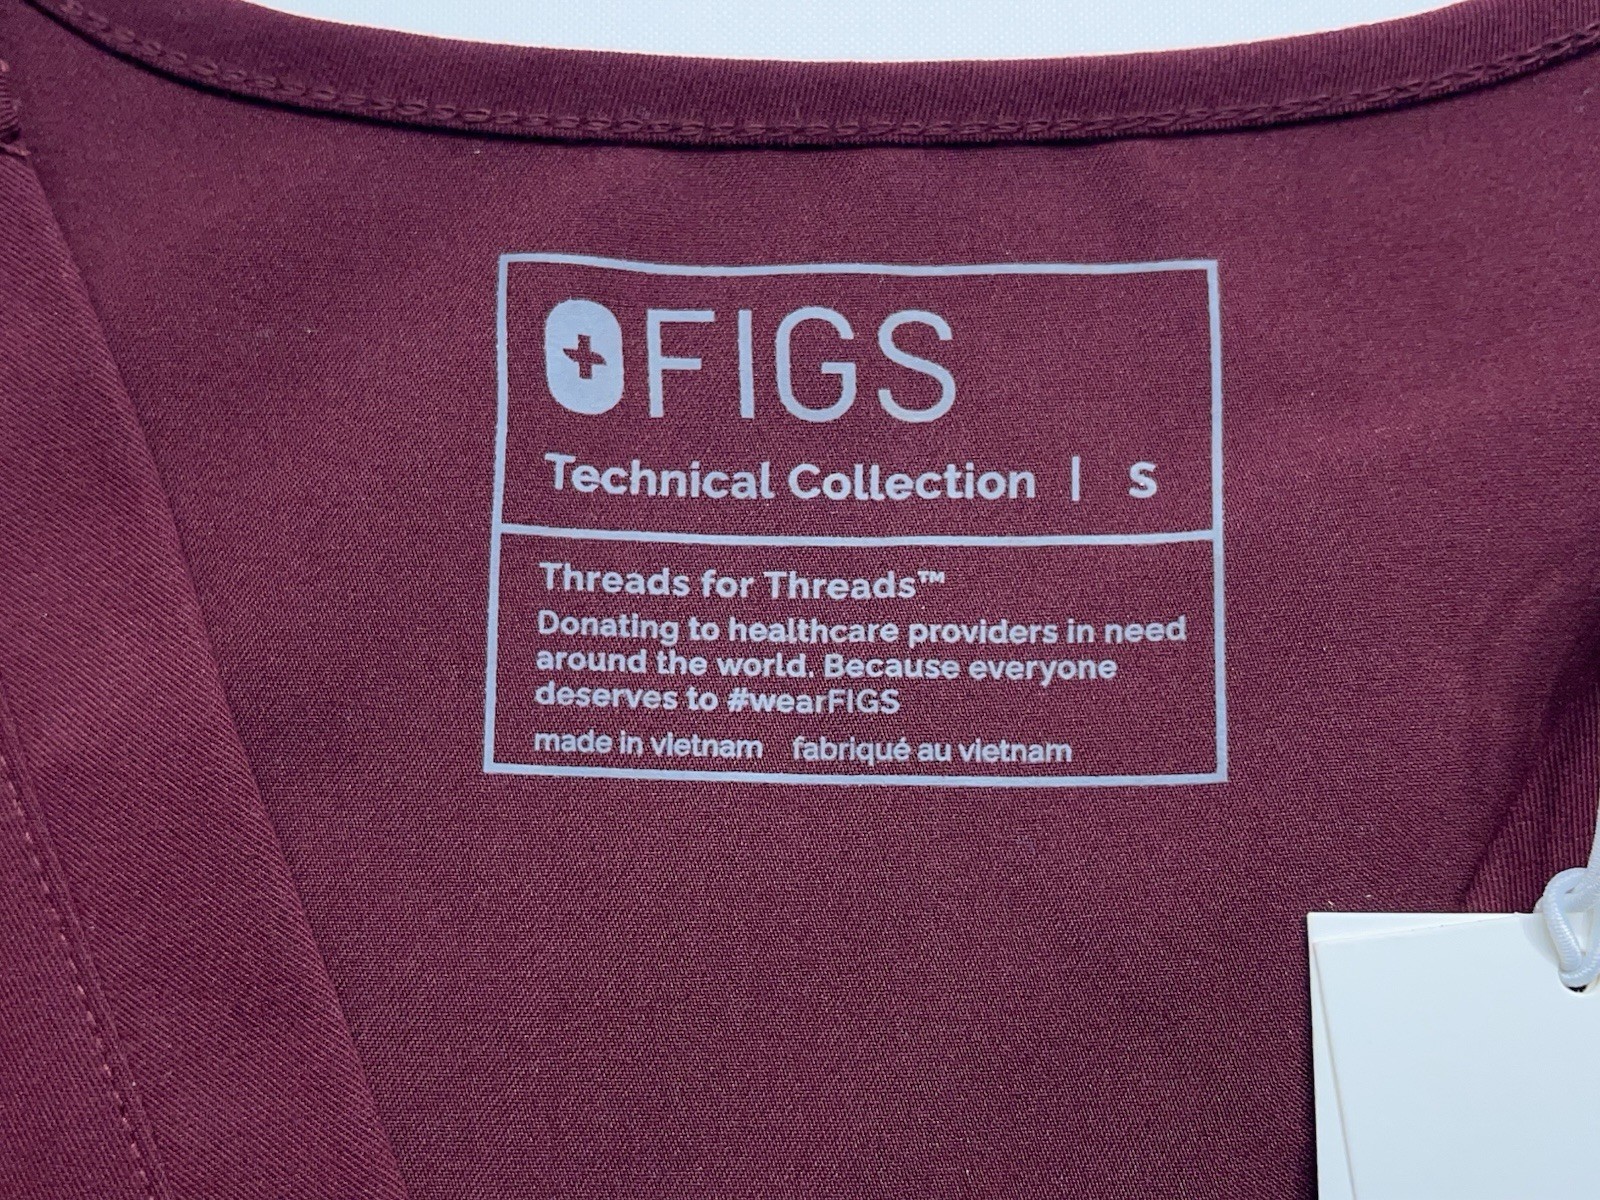 FIGS
Technical Collection | S
Threads for Threads™
Donating to healthcare providers in need
around the world. Because everyone
deserves to #wearFIGS
made in vietnam fabriqué au vietnam